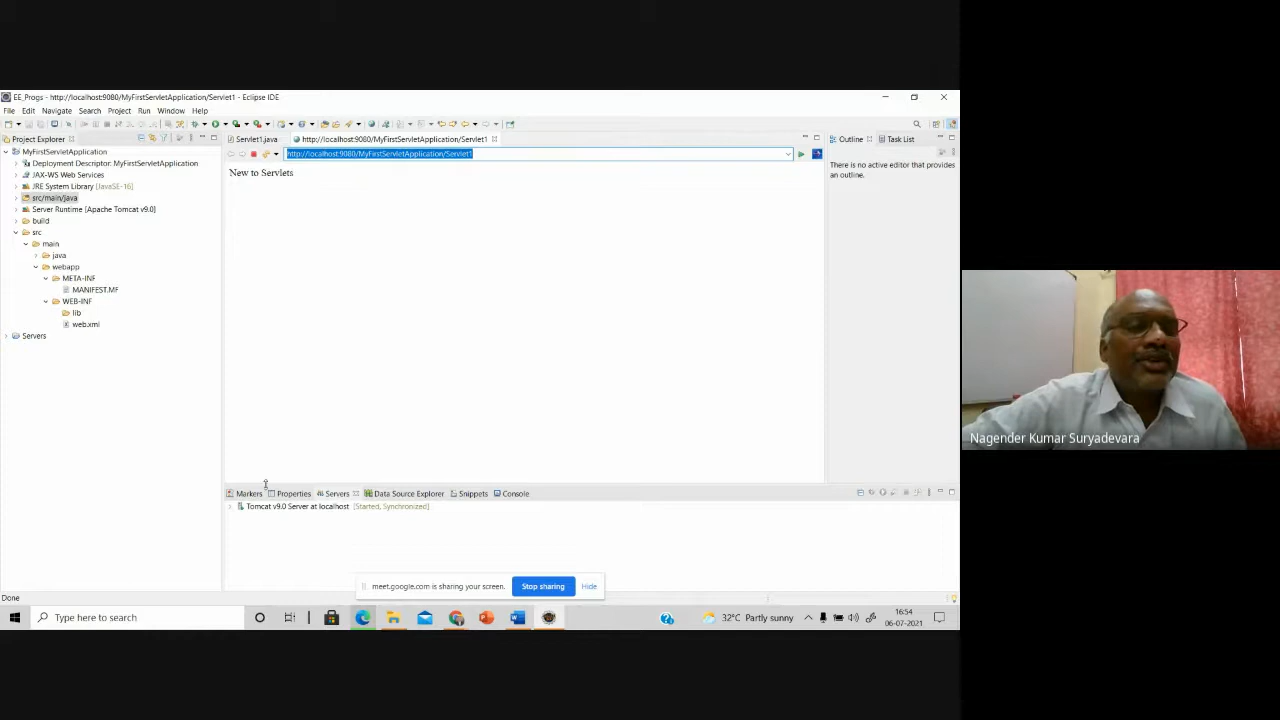 EE_Progs - http://localhost:9080/MyFirstServletApplication/Servlet1 - Eclipse IDE
File Edit Navigate Search Project Run Window Help
Project Explorer
Servlet1.java
http://localhost:9080/MyFirstServletApplication/Servlet1
Outline
Task List
MyFirstServletApplication
http://localhost:9080/MyFirstServletApplication/Servlet1
Deployment Descriptor: MyFirstServletApplication
There is no active editor that provides
an outline.
JAX-WS Web Services
New to Servlets
JRE System Library [JavaSE-16]
src/main/java
Server Runtime [Apache Tomcat v9.0]
build
src
main
java
webapp
META-INF
MANIFEST.MF
WEB-INF
lib
web.xml
Servers
Nagender Kumar Suryadevara
Markers Properties Servers Data Source Explorer Snippets Console
Tomcat v9.0 Server at localhost [Started, Synchronized]
meet.google.com is sharing your screen. Stop sharing Hide
Done
Type here to search
32°C Partly sunny
16:54
06-07-2021